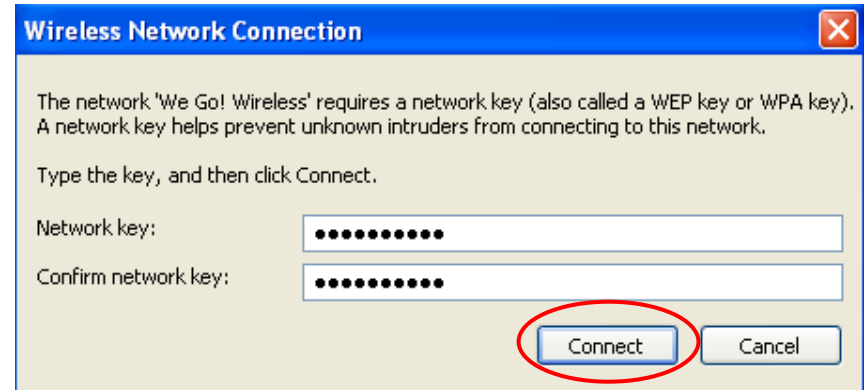 Wireless Network Connection
The network 'We Go! Wireless' requires a network key (also called a WEP key or WPA key).
A network key helps prevent unknown intruders from connecting to this network.
Type the key, and then click Connect.
Network key: ●●●●●●●●●●
Confirm network key: ●●●●●●●●●●
Connect Cancel